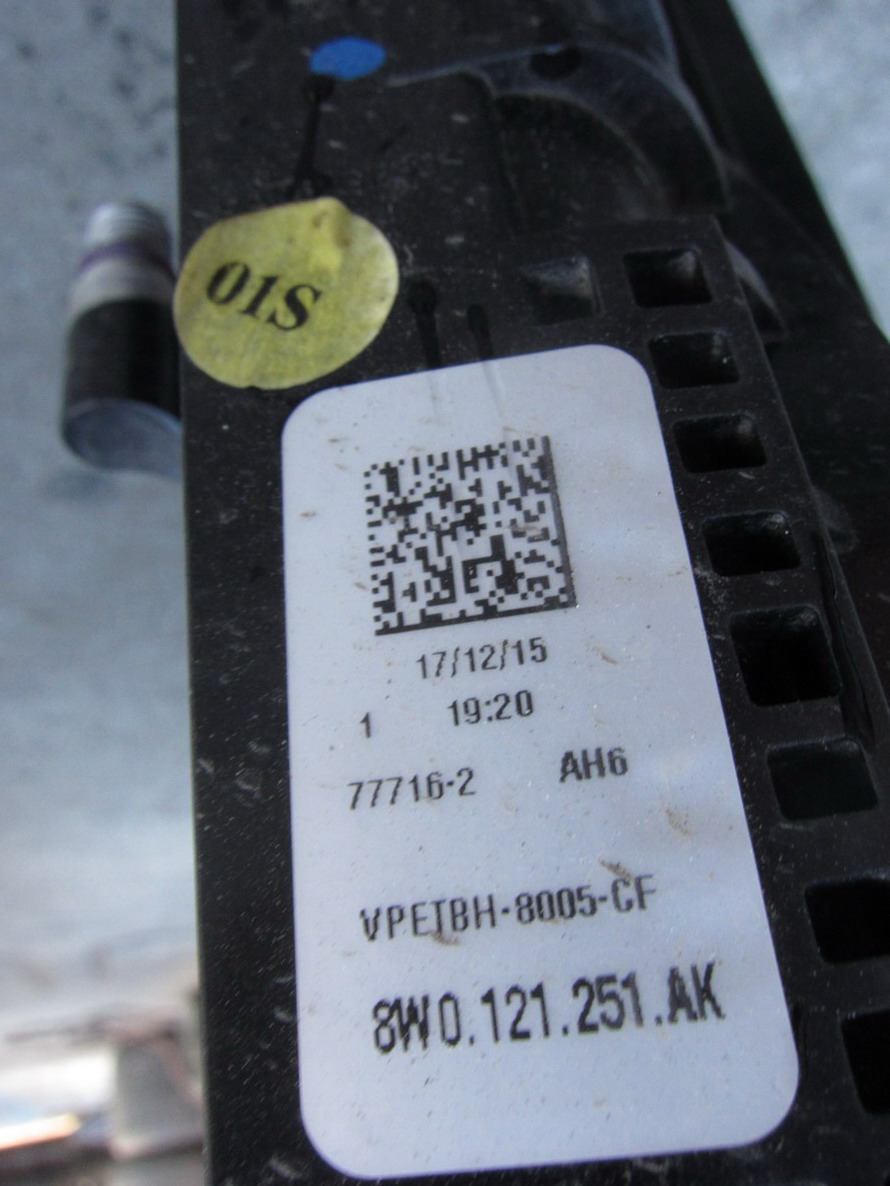 01S
17/12/15
1 19:20
77716-2 AH6
VPETBH-8005-CF
8W0.121.251.AK